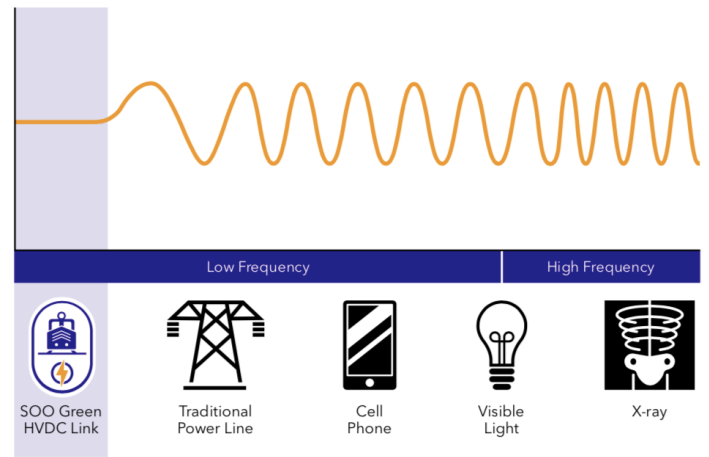 Low Frequency
High Frequency
SOO Green
HVDC Link
Traditional
Power Line
Cell
Phone
Visible
Light
X-ray